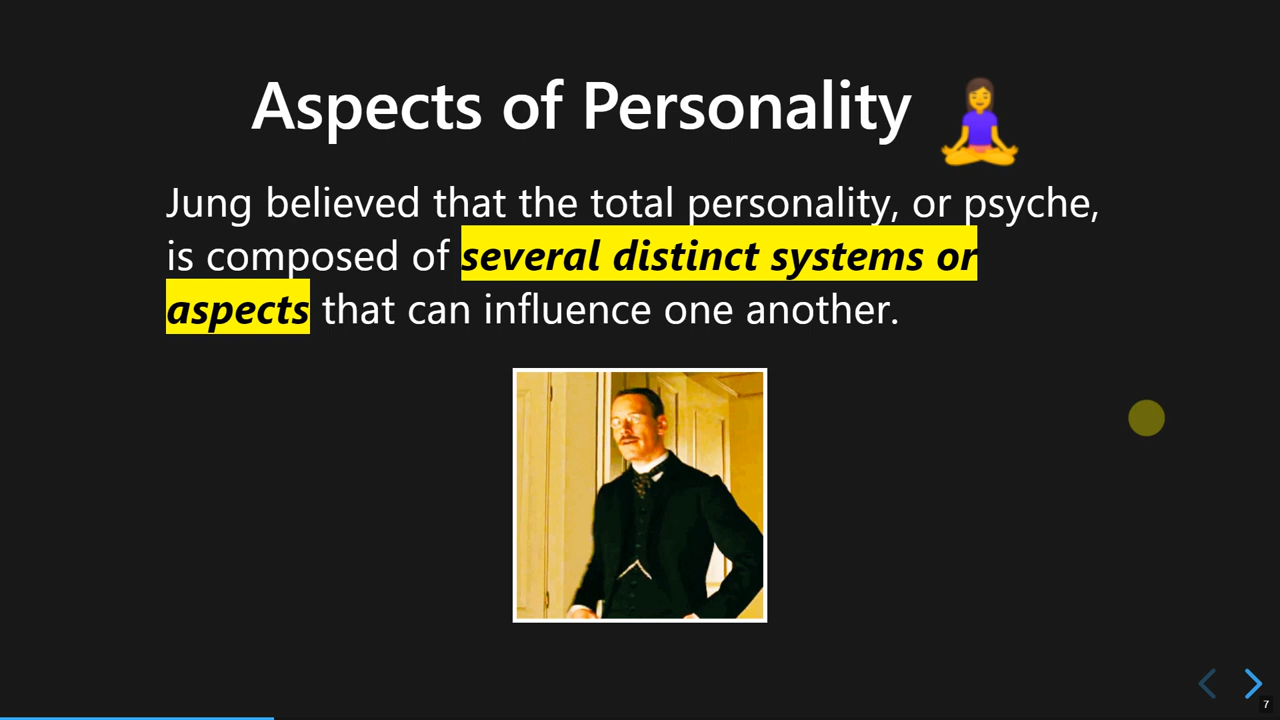 Aspects of Personality
Jung believed that the total personality, or psyche,
is composed of several distinct systems or
aspects that can influence one another.
7